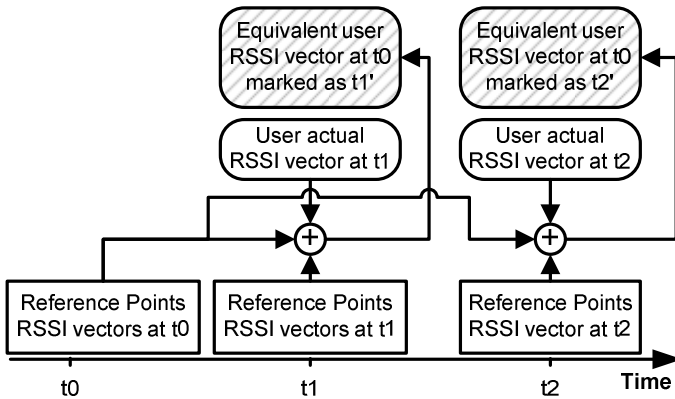 Equivalent user
RSSI vector at t0
marked as t1'
Equivalent user
RSSI vector at t0
marked as t2'
User actual
RSSI vector at t1
User actual
RSSI vector at t2
+
+
Reference Points
RSSI vectors at t0
Reference Points
RSSI vectors at t1
Reference Points
RSSI vector at t2
t0
t1
t2
Time